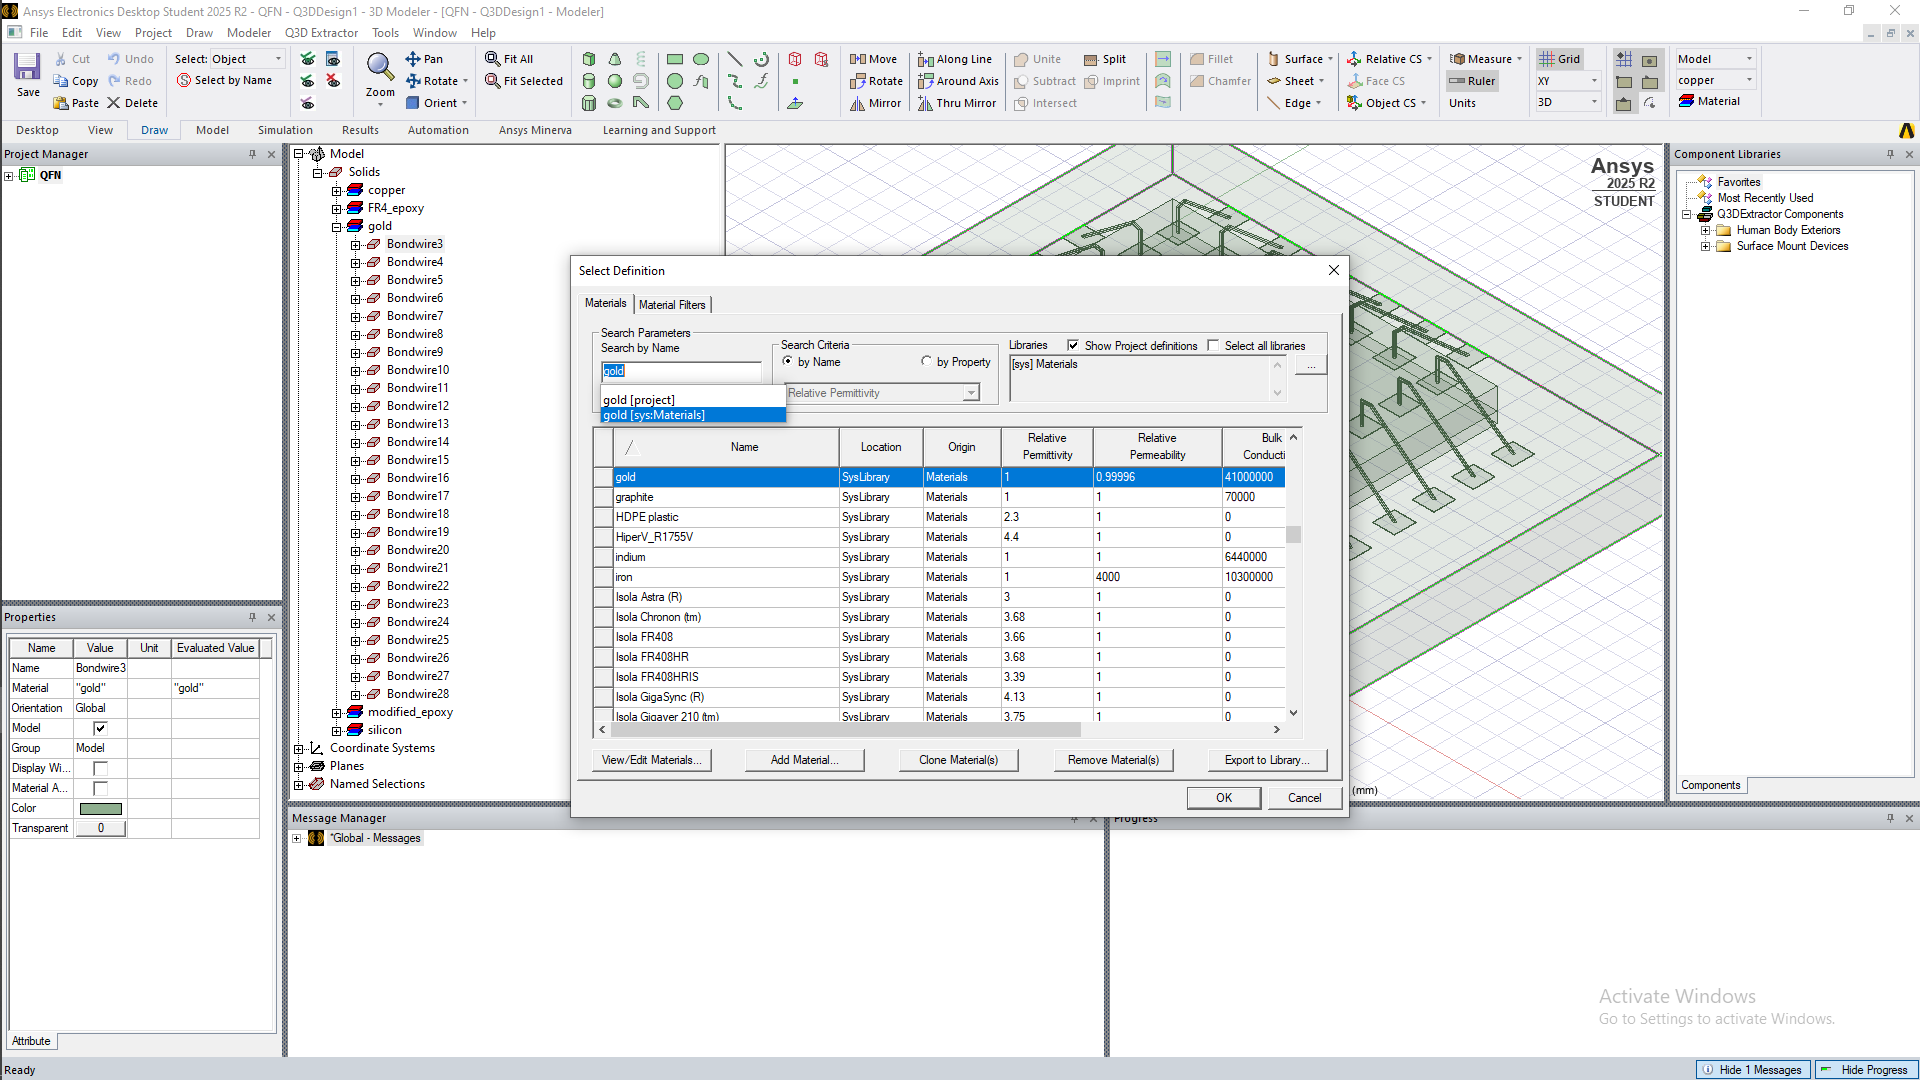 Ansys Electronics Desktop Student 2025 R2 - QFN - Q3DDesign1 - 3D Modeler - [QFN - Q3DDesign1 - Modeler]
File Edit View Project Draw Modeler Q3D Extractor Tools Window Help
Save
Cut
Copy
Paste
Undo
Redo
Delete
Select: Object
Select by Name
Zoom
Pan
Rotate
Orient
Fit All
Fit Selected
Move
Rotate
Mirror
Along Line
Around Axis
Thru Mirror
Unite
Subtract
Intersect
Split
Imprint
Fillet
Chamfer
Surface
Sheet
Edge
Relative CS
Face CS
Object CS
Measure
Ruler
Units
Grid
XY
3D
Model
copper
Material
Desktop View Draw Model Simulation Results Automation Ansys Minerva Learning and Support
Project Manager
QFN
Properties
Name Value Unit Evaluated Value
Name Bondwire3
Material "gold" "gold"
Orientation Global
Model
Group Model
Display Wi...
Material A...
Color
Transparent 0
Attribute
Model
Solids
copper
FR4_epoxy
gold
Bondwire3
Bondwire4
Bondwire5
Bondwire6
Bondwire7
Bondwire8
Bondwire9
Bondwire10
Bondwire11
Bondwire12
Bondwire13
Bondwire14
Bondwire15
Bondwire16
Bondwire17
Bondwire18
Bondwire19
Bondwire20
Bondwire21
Bondwire22
Bondwire23
Bondwire24
Bondwire25
Bondwire26
Bondwire27
Bondwire28
modified_epoxy
silicon
Coordinate Systems
Planes
Named Selections
Ansys
2025 R2
STUDENT
(mm)
Select Definition
Materials Material Filters
Search Parameters
Search by Name
gold
gold [project]
gold [sys:Materials]
Search Criteria
by Name by Property
Relative Permittivity
Libraries Show Project definitions Select all libraries
[sys] Materials
...
Name Location Origin Relative Permittivity Relative Permeability Bulk Conducti
gold SysLibrary Materials 1 0.99996 41000000
graphite SysLibrary Materials 1 1 70000
HDPE plastic SysLibrary Materials 2.3 1 0
HiperV_R1755V SysLibrary Materials 4.4 1 0
indium SysLibrary Materials 1 1 6440000
iron SysLibrary Materials 1 4000 10300000
Isola Astra (R) SysLibrary Materials 3 1 0
Isola Chronon (tm) SysLibrary Materials 3.68 1 0
Isola FR408 SysLibrary Materials 3.66 1 0
Isola FR408HR SysLibrary Materials 3.68 1 0
Isola FR408HRIS SysLibrary Materials 3.39 1 0
Isola GigaSync (R) SysLibrary Materials 4.13 1 0
Isola Gigaver 210 (tm) SysLibrary Materials 3.75 1 0
View/Edit Materials... Add Material... Clone Material(s) Remove Material(s) Export to Library...
OK Cancel
Component Libraries
Favorites
Most Recently Used
Q3DExtractor Components
Human Body Exteriors
Surface Mount Devices
Components
Message Manager
*Global - Messages
Progress
Activate Windows
Go to Settings to activate Windows.
Ready
Hide 1 Messages Hide Progress